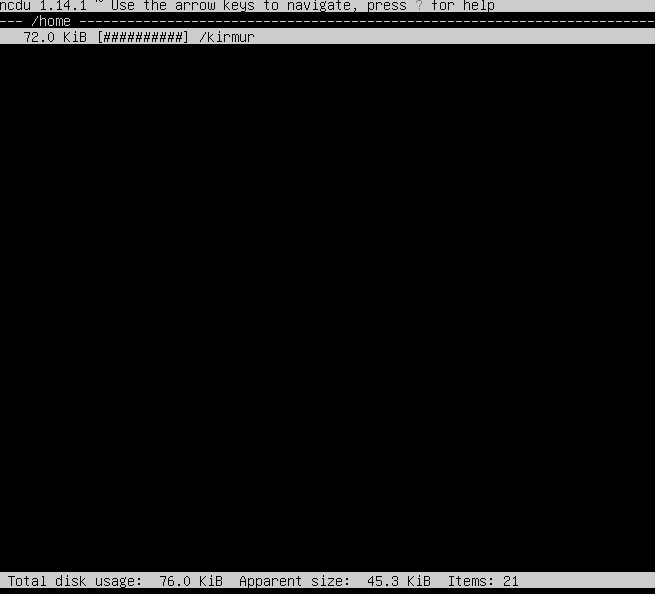 ncdu 1.14.1 ~ Use the arrow keys to navigate, press ? for help
--- /home ---------------------------------------------------------------------
72.0 KiB [##########] /kirmur
Total disk usage:  76.0 KiB  Apparent size:  45.3 KiB  Items: 21